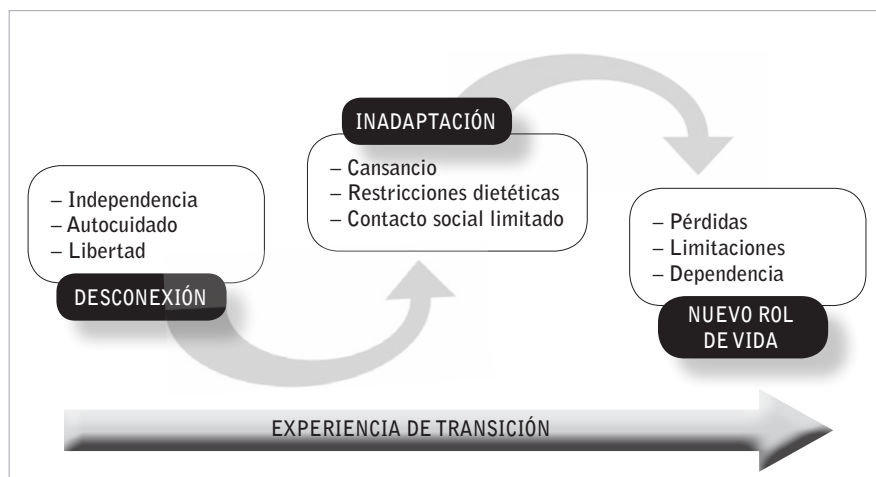 – Independencia
– Autocuidado
– Libertad
DESCONEXIÓN
INADAPTACIÓN
– Cansancio
– Restricciones dietéticas
– Contacto social limitado
– Pérdidas
– Limitaciones
– Dependencia
NUEVO ROL
DE VIDA
EXPERIENCIA DE TRANSICIÓN